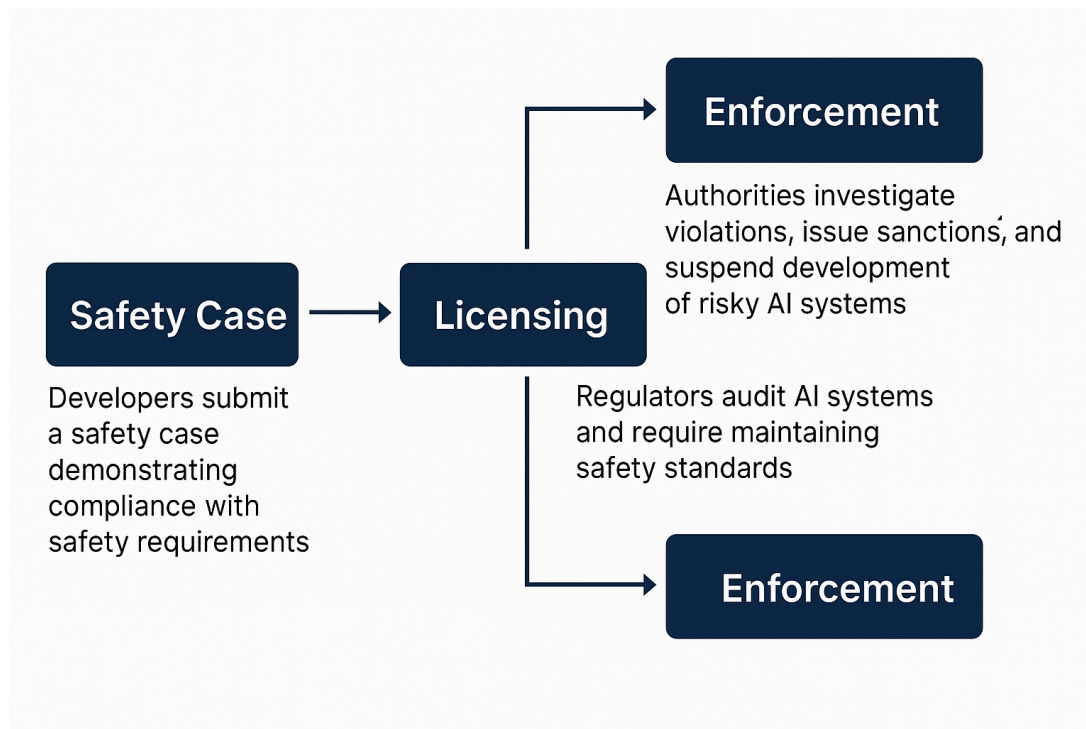 Enforcement
Authorities investigate
violations, issue sanctions, and
suspend development
of risky AI systems
Safety Case
Licensing
Developers submit
a safety case
demonstrating
compliance with
safety requirements
Regulators audit AI systems
and require maintaining
safety standards
Enforcement